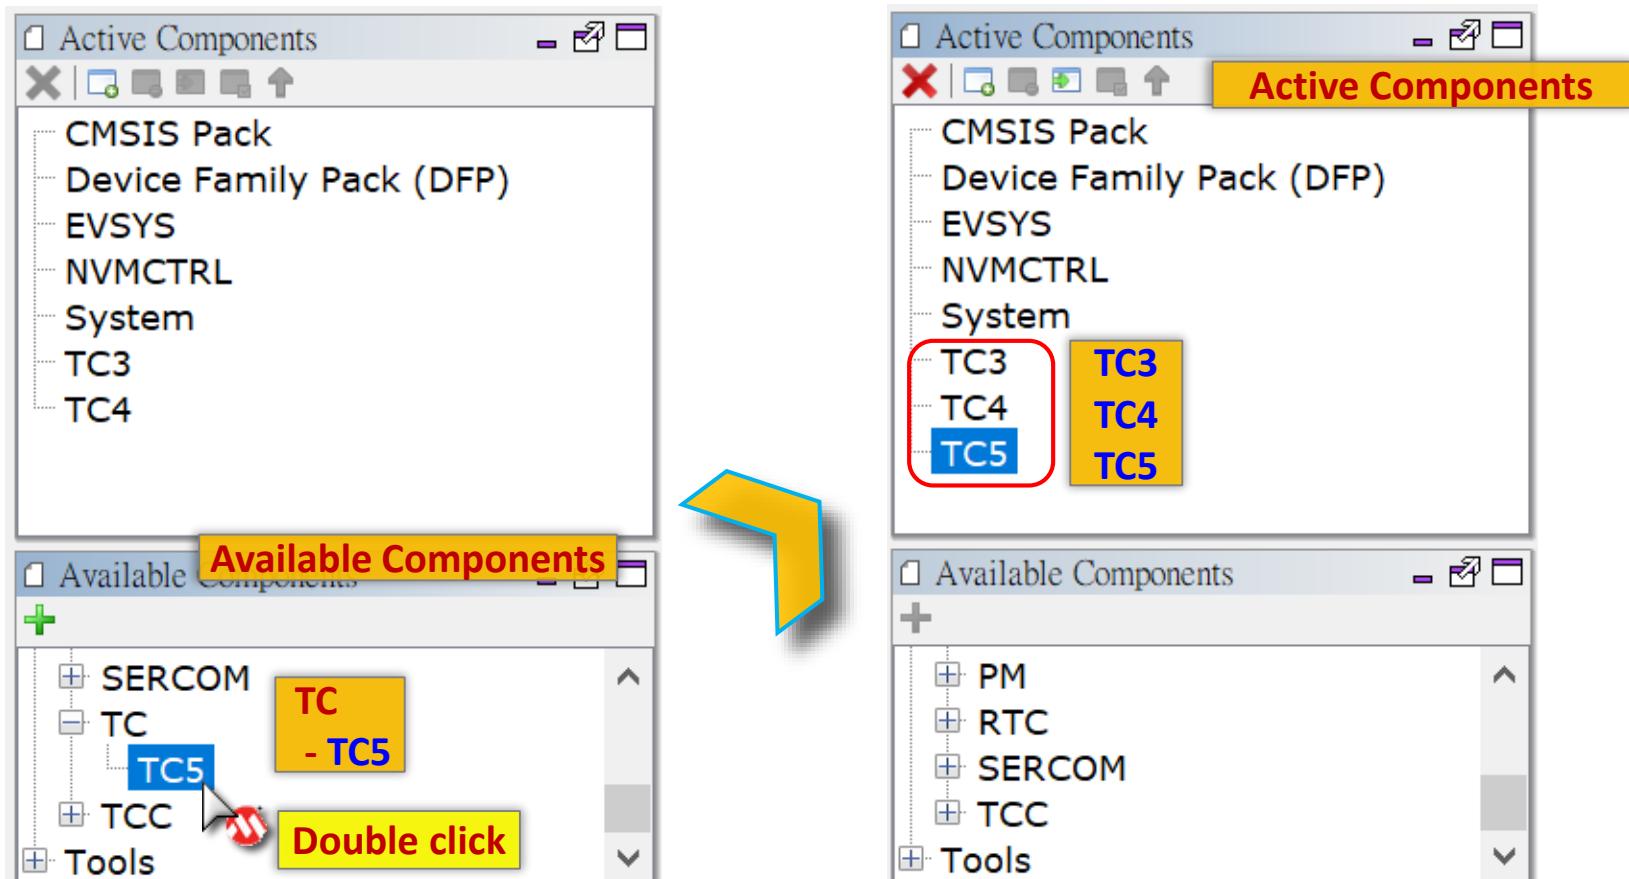 Active Components
CMSIS Pack
Device Family Pack (DFP)
EVSYS
NVMCTRL
System
TC3
TC4
Available Components
Available Components
SERCOM
TC
TC5
TCC
Tools
TC
- TC5
Double click
Active Components
Active Components
CMSIS Pack
Device Family Pack (DFP)
EVSYS
NVMCTRL
System
TC3
TC4
TC5
TC3
TC4
TC5
Available Components
PM
RTC
SERCOM
TCC
Tools